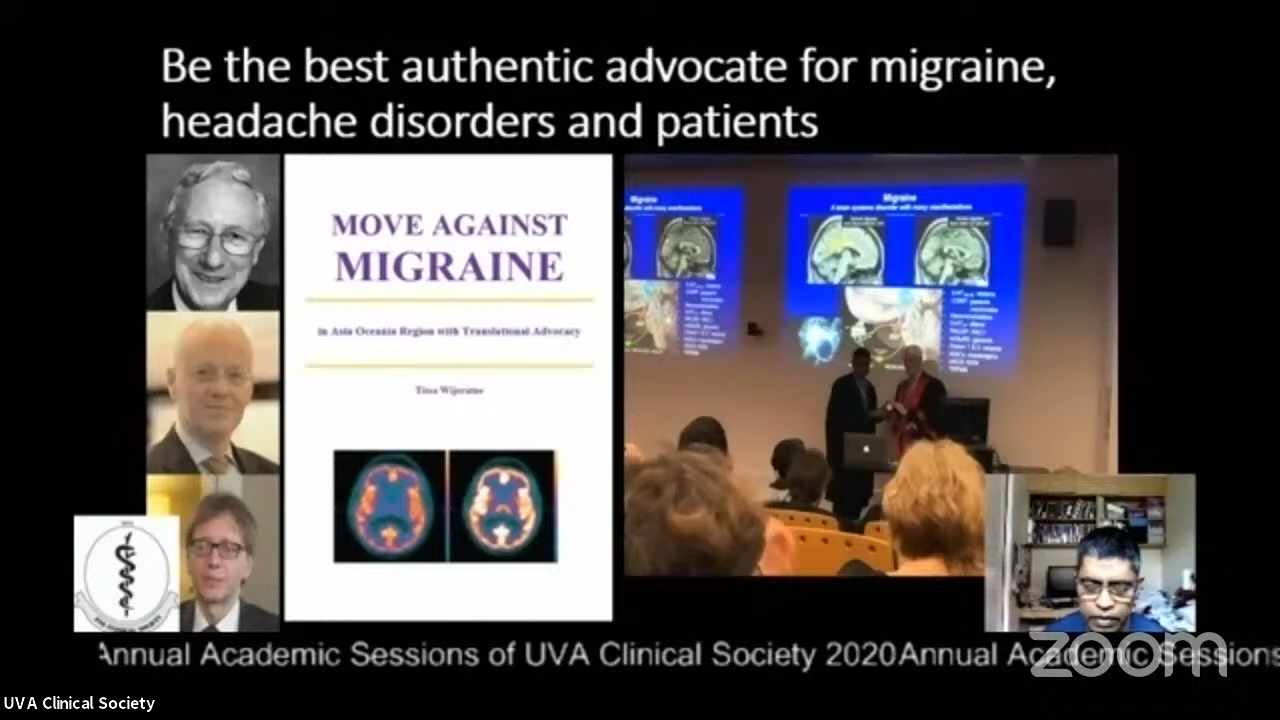 Be the best authentic advocate for migraine,
headache disorders and patients
MOVE AGAINST
MIGRAINE
in Asia Oceania Region with Translational Advocacy
Tissa Wijeratne
Migraine
Migraine
Annual Academic Sessions of UVA Clinical Society 2020Annual Academic Sessions
zoom
UVA Clinical Society